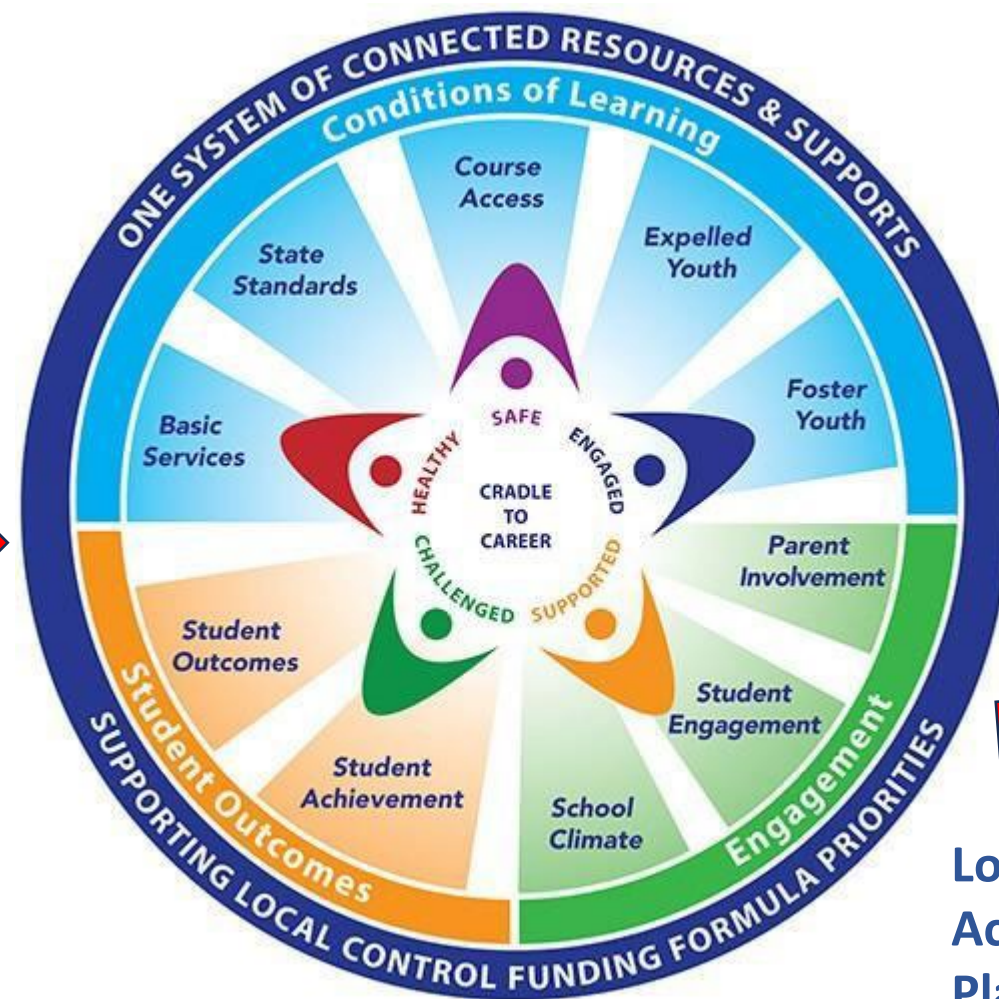 ONE SYSTEM OF CONNECTED RESOURCES & SUPPORTS
Conditions of Learning
Course
Access
State
Standards
Expelled
Youth
Basic
Services
Foster
Youth
SAFE
HEALTHY
ENGAGED
CRADLE
TO
CAREER
CHALLENGED
SUPPORTED
Parent
Involvement
Student
Outcomes
Student
Engagement
Student
Achievement
School
Climate
Student Outcomes
Engagement
SUPPORTING LOCAL CONTROL FUNDING FORMULA PRIORITIES